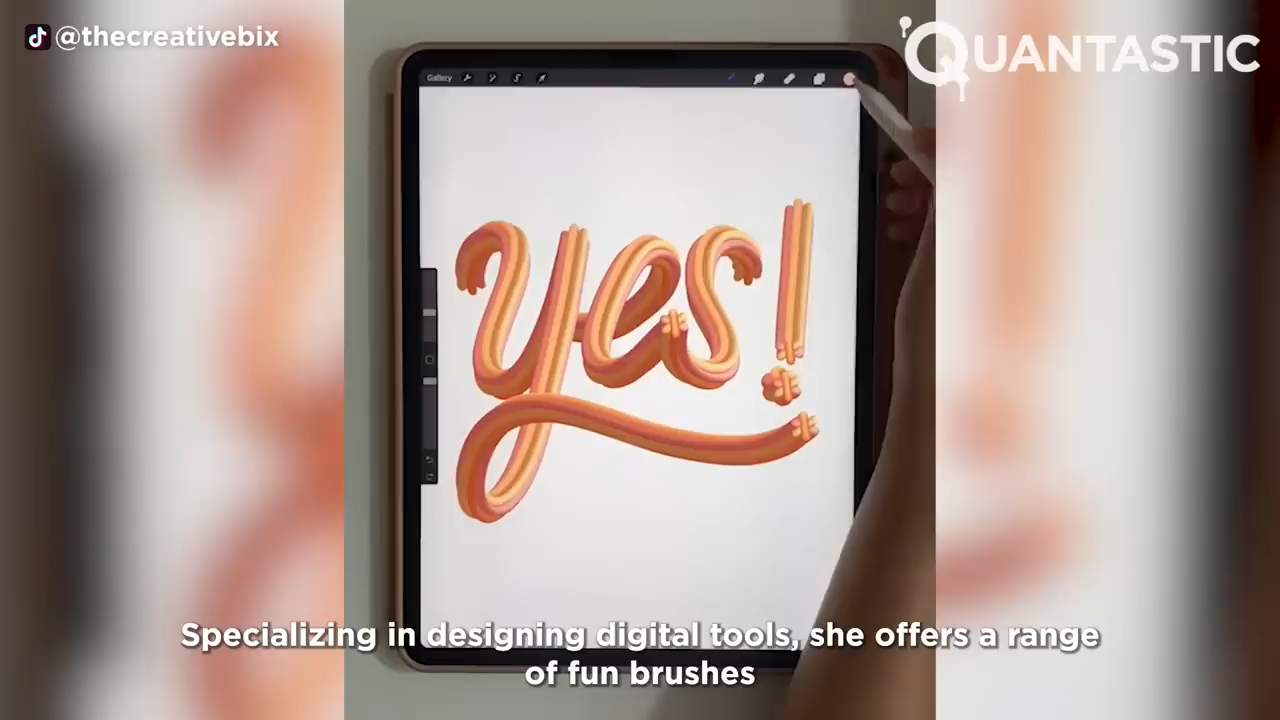 @thecreativebix
QUANTASTIC
Gallery
yes!
Specializing in designing digital tools, she offers a range
of fun brushes